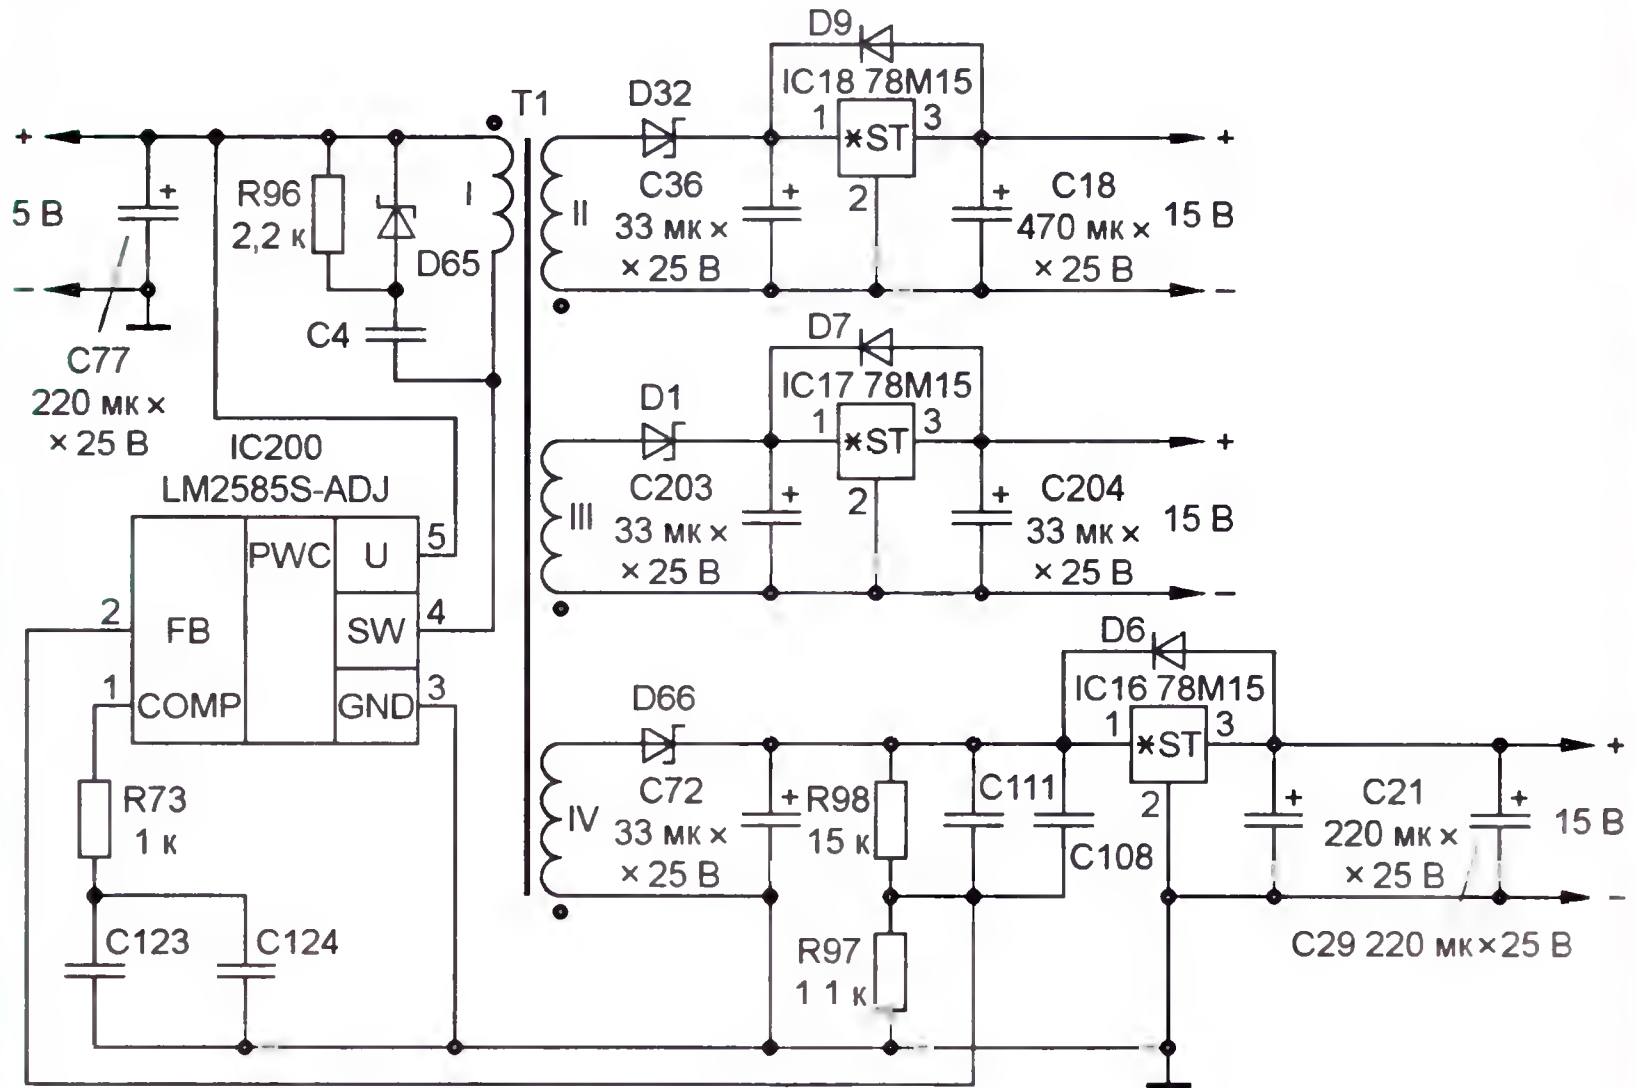 D9
IC18 78M15
1
*ST
3
2
D32
C36
33 мк ×
× 25 В
C18
470 мк ×
× 25 В
+
15 В
−
+
+
T1
I
II
+
5 В
−
+
R96
2,2 к
D65
C4
C77
220 мк ×
× 25 В
D7
IC17 78M15
1
*ST
3
2
D1
C203
33 мк ×
× 25 В
C204
33 мк ×
× 25 В
+
15 В
−
+
+
III
IC200
LM2585S-ADJ
PWC
U
5
2
FB
SW
4
1
COMP
GND
3
R73
1 к
C123
C124
D6
IC16 78M15
1
*ST
3
2
D66
C72
33 мк ×
× 25 В
IV
+
R98
15 к
C111
C108
R97
1 1 к
+
C21
220 мк ×
× 25 В
+
+
15 В
−
C29 220 мк × 25 В